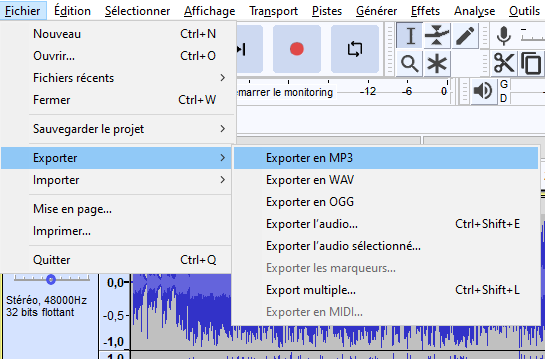 Fichier Édition Sélectionner Affichage Transport Pistes Générer Effets Analyse Outils
Nouveau Ctrl+N
Ouvrir... Ctrl+O
Fichiers récents
Fermer Ctrl+W
Sauvegarder le projet
Exporter
Importer
Mise en page...
Imprimer...
Quitter Ctrl+Q
Exporter en MP3
Exporter en WAV
Exporter en OGG
Exporter l'audio... Ctrl+Shift+E
Exporter l'audio sélectionné...
Exporter les marqueurs...
Export multiple... Ctrl+Shift+L
Exporter en MIDI...
marrer le monitoring -12 -6 0
G
D
Stéréo, 48000Hz
32 bits flottant
0,0
-0,5
-1,0
1,0